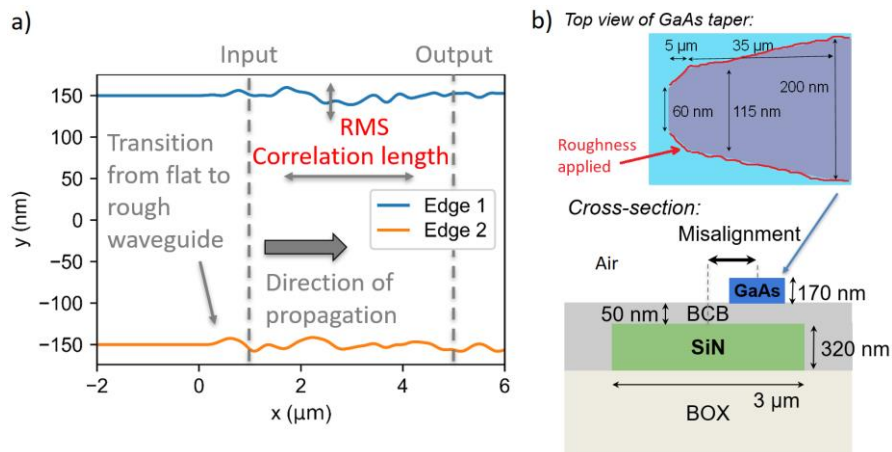 a)
Input
Output
150
100
50
0
−50
−100
−150
y (nm)
RMS
Correlation length
Transition
from flat to
rough
waveguide
Edge 1
Edge 2
Direction of
propagation
−2
0
2
4
6
x (μm)
b)
Top view of GaAs taper:
5 μm
35 μm
200 nm
60 nm
115 nm
Roughness
applied
Cross-section:
Misalignment
Air
GaAs
170 nm
50 nm
BCB
SiN
320 nm
3 μm
BOX